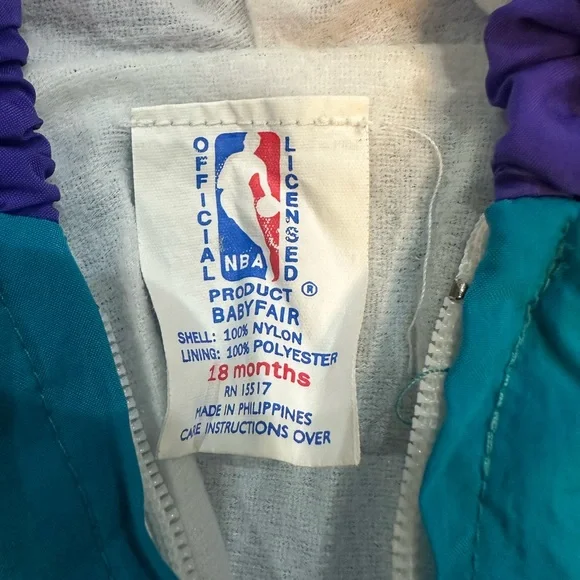 OFFICIAL
LICENSED
NBA
PRODUCT ®
BABYFAIR
SHELL: 100% NYLON
LINING: 100% POLYESTER
18 months
RN 15517
MADE IN PHILIPPINES
CARE INSTRUCTIONS OVER